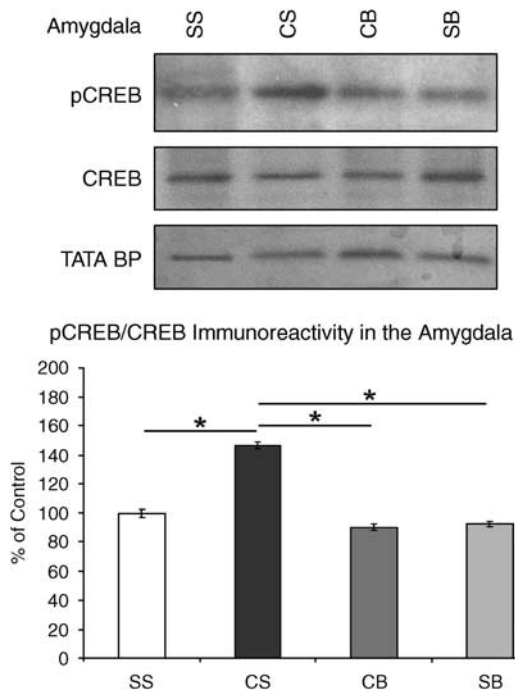 Amygdala SS CS CB SB
pCREB
CREB
TATA BP
pCREB/CREB Immunoreactivity in the Amygdala
% of Control
200
180
160
140
120
100
80
60
40
20
0
* * *
SS CS CB SB